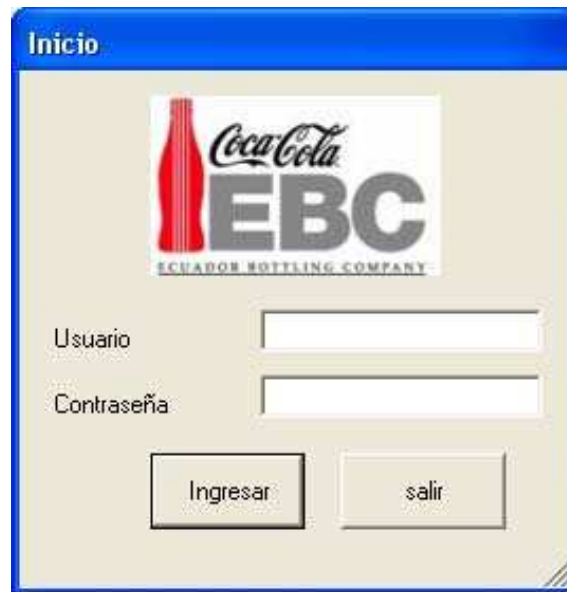 Inicio
Coca-Cola
EBC
ECUADOR BOTTLING COMPANY
Usuario
Contraseña
Ingresar salir